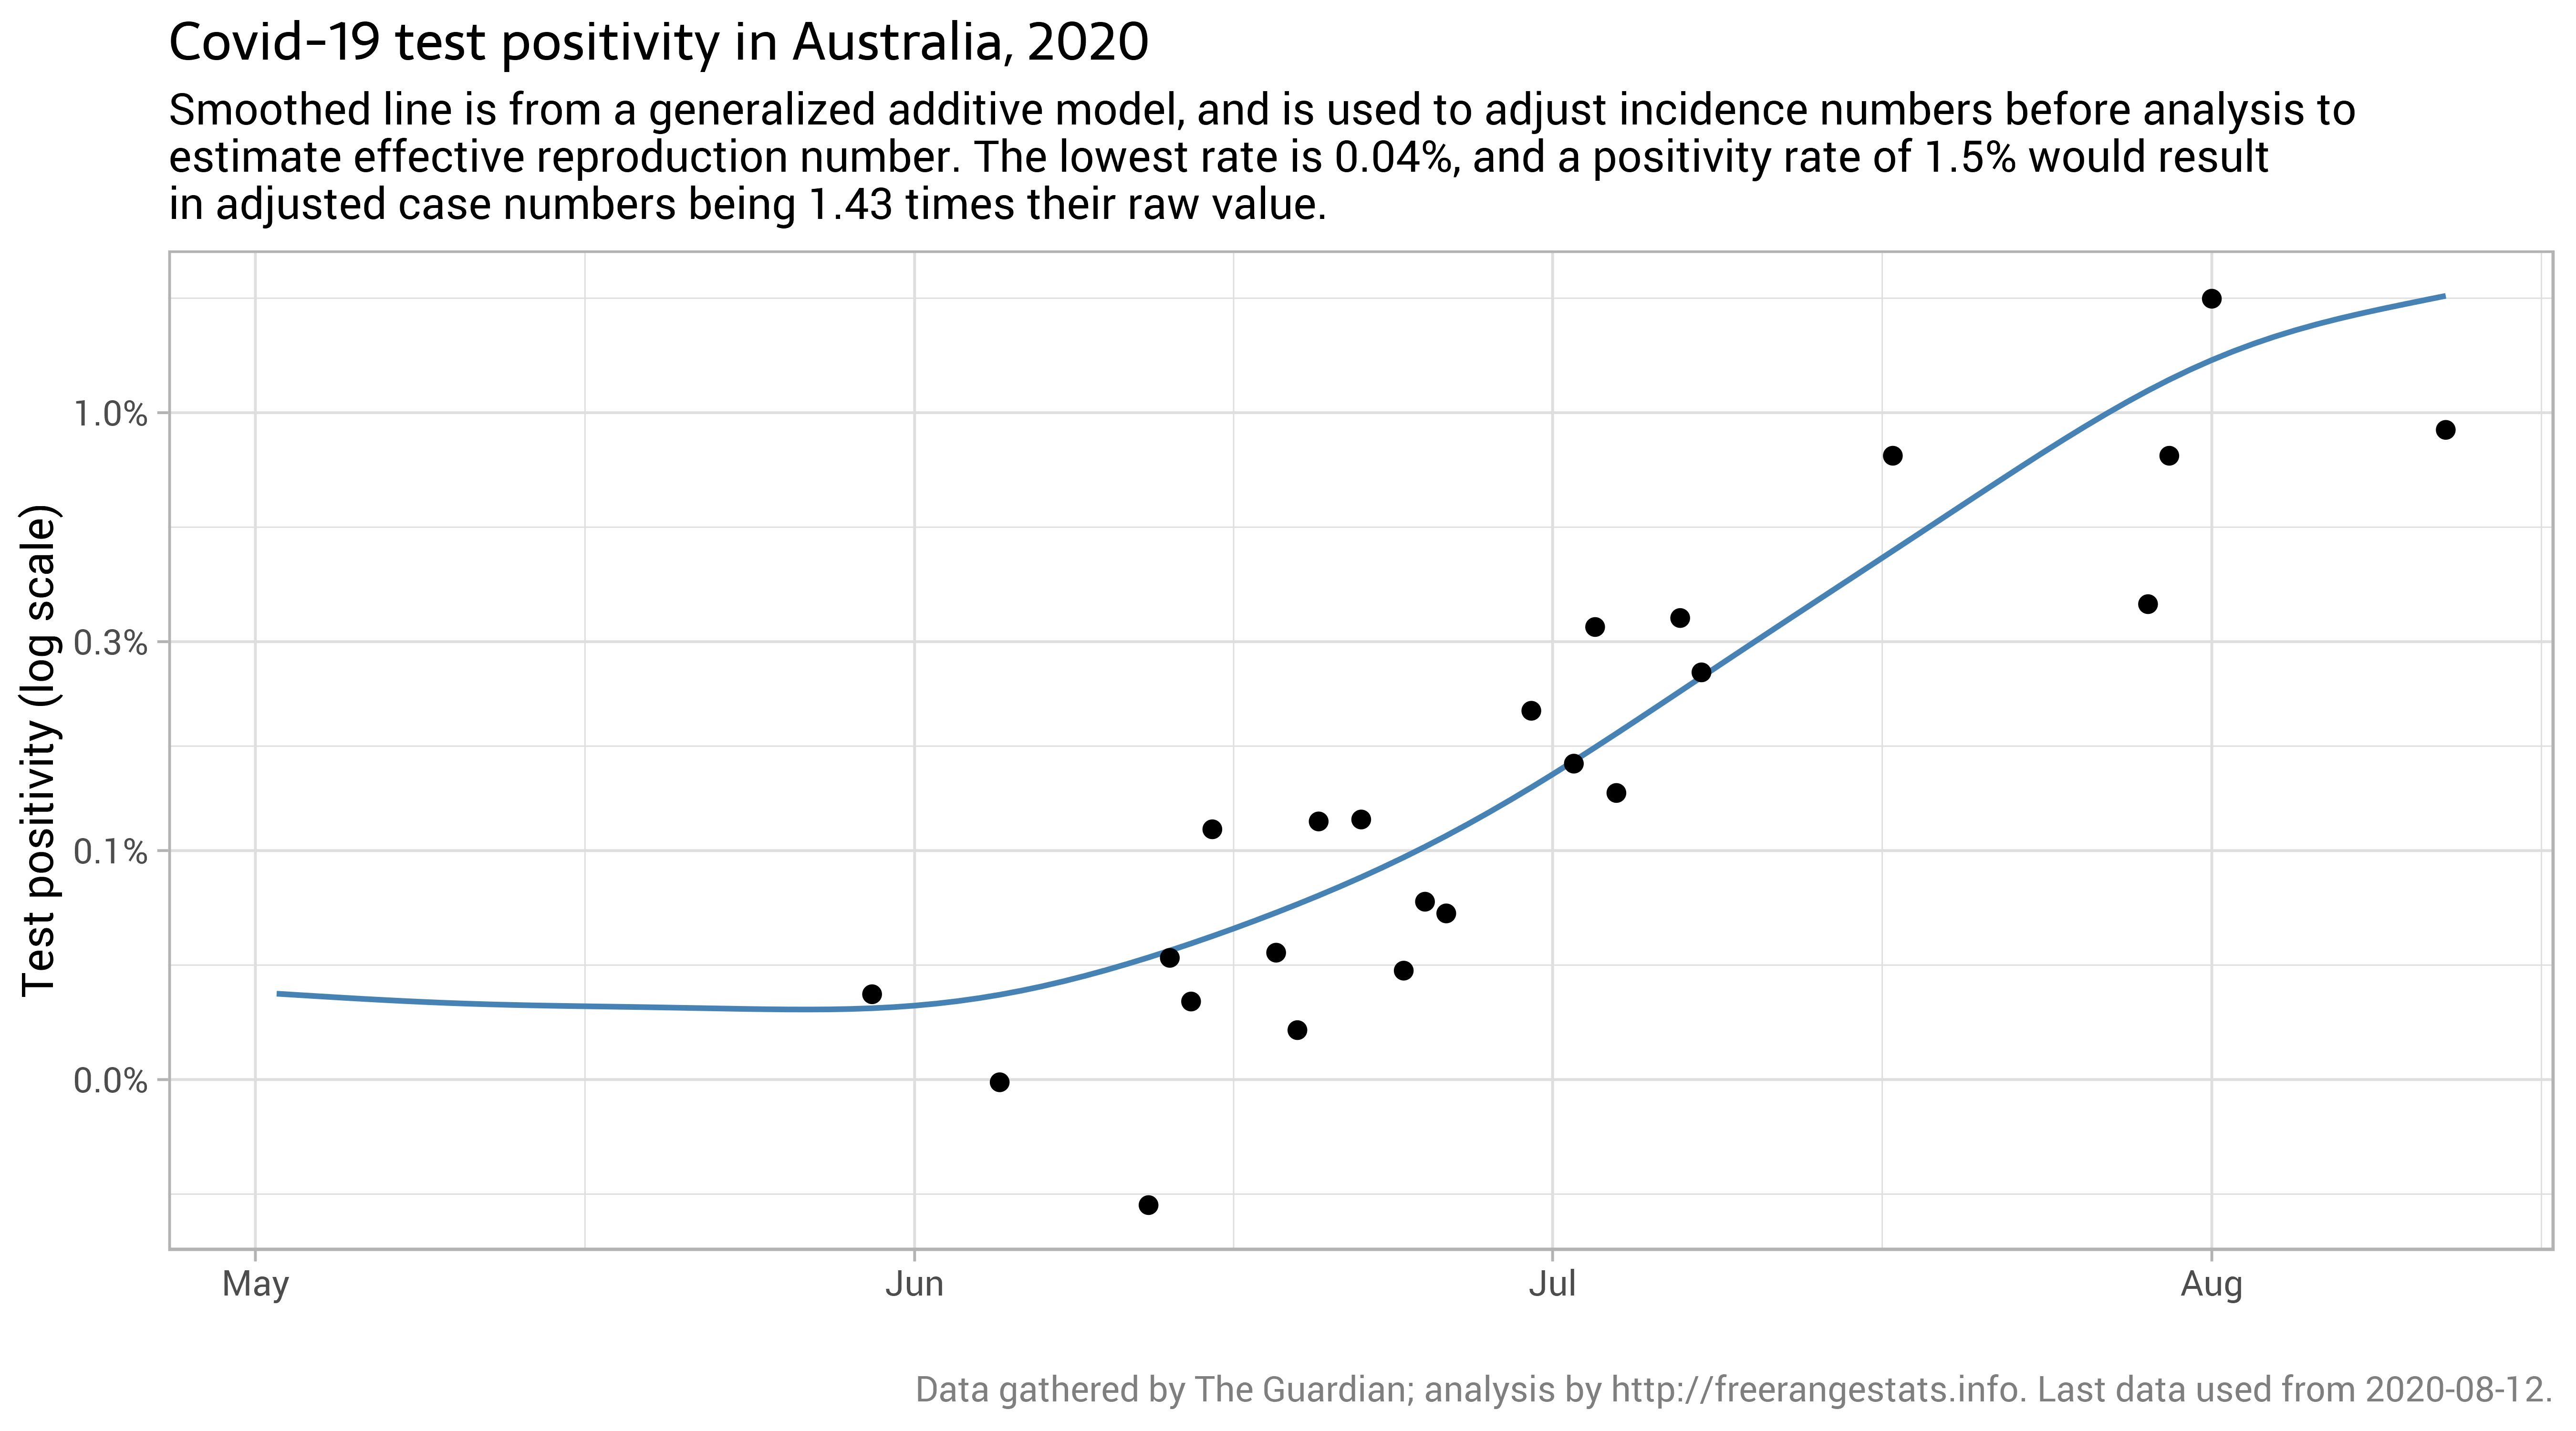 Covid-19 test positivity in Australia, 2020
Smoothed line is from a generalized additive model, and is used to adjust incidence numbers before analysis to
estimate effective reproduction number. The lowest rate is 0.04%, and a positivity rate of 1.5% would result
in adjusted case numbers being 1.43 times their raw value.
Test positivity (log scale)
1.0%
0.3%
0.1%
0.0%
May
Jun
Jul
Aug
Data gathered by The Guardian; analysis by http://freerangestats.info. Last data used from 2020-08-12.